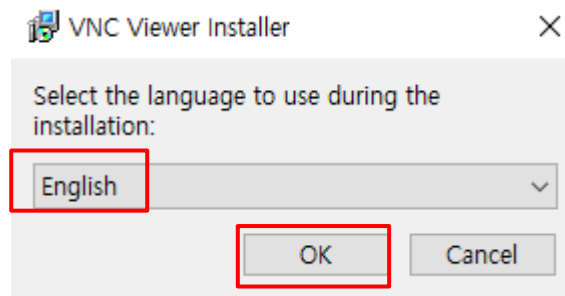 VNC Viewer Installer
Select the language to use during the
installation:
English
OK Cancel